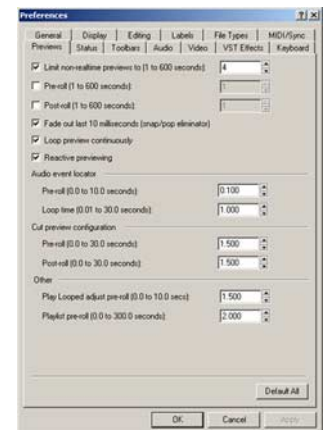 Preferences
General Display Editing Labels File Types MIDI/Sync
Previews Status Toolbars Audio Video VST Effects Keyboard
Limit non-realtime previews to (1 to 600 seconds): 4
Pre-roll (1 to 600 seconds): 1
Post-roll (1 to 600 seconds): 1
Fade out last 10 milliseconds (snap/pop eliminator)
Loop preview continuously
Reactive previewing
Audio event locator
Pre-roll (0.0 to 10.0 seconds): 0.100
Loop time (0.01 to 30.0 seconds): 1.000
Cut preview configuration
Pre-roll (0.0 to 30.0 seconds): 1.500
Post-roll (0.0 to 30.0 seconds): 1.500
Other
Play Looped adjust pre-roll (0.0 to 10.0 secs): 1.500
Playlist pre-roll (0.0 to 300.0 seconds): 2.000
Default All
OK Cancel Apply